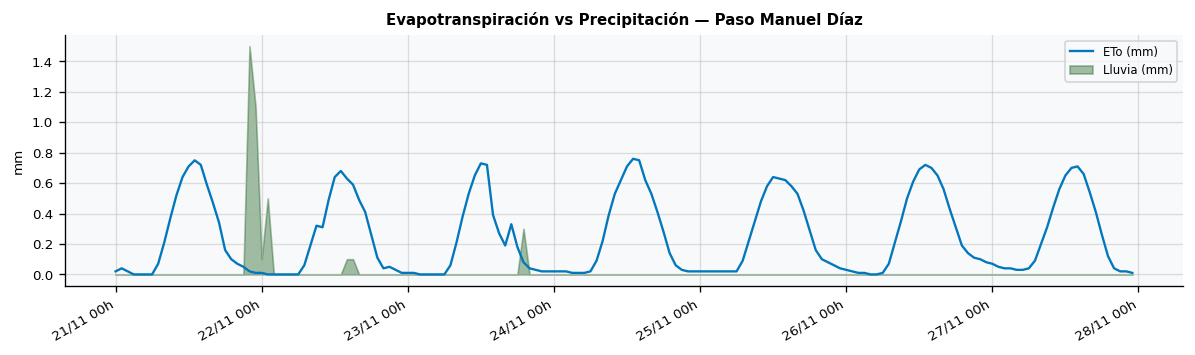 Evapotranspiración vs Precipitación — Paso Manuel Díaz
ETo (mm)
Lluvia (mm)
mm
1.4
1.2
1.0
0.8
0.6
0.4
0.2
0.0
21/11 00h
22/11 00h
23/11 00h
24/11 00h
25/11 00h
26/11 00h
27/11 00h
28/11 00h